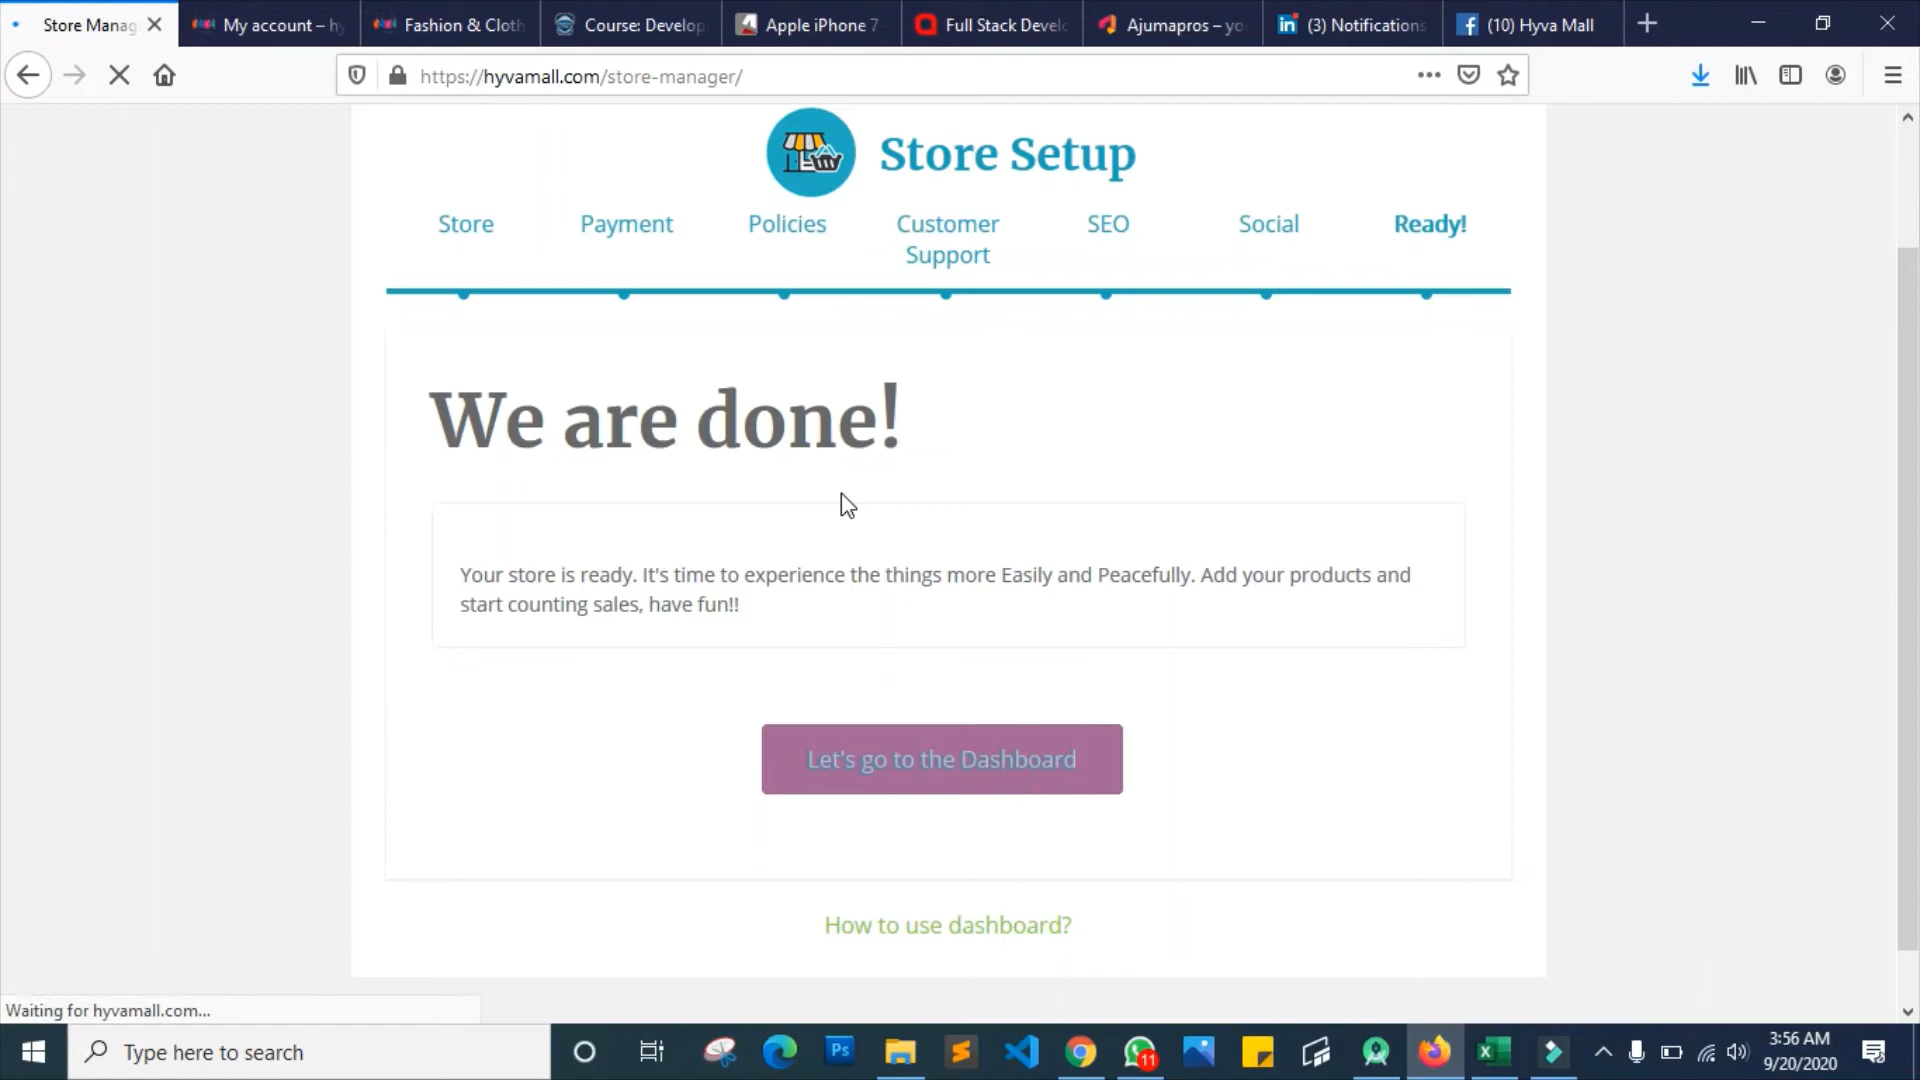 Store Manag
My account – hy
Fashion & Cloth
Course: Develop
Apple iPhone 7
Full Stack Devel
Ajumapros – yo
in
(3) Notifications
(10) Hyva Mall
https://hyvamall.com/store-manager/
Store Setup
Store
Payment
Policies
Customer
Support
SEO
Social
Ready!
We are done!
Your store is ready. It's time to experience the things more Easily and Peacefully. Add your products and
start counting sales, have fun!!
Let's go to the Dashboard
How to use dashboard?
Waiting for hyvamall.com...
Type here to search
Ps
11
3:56 AM
9/20/2020